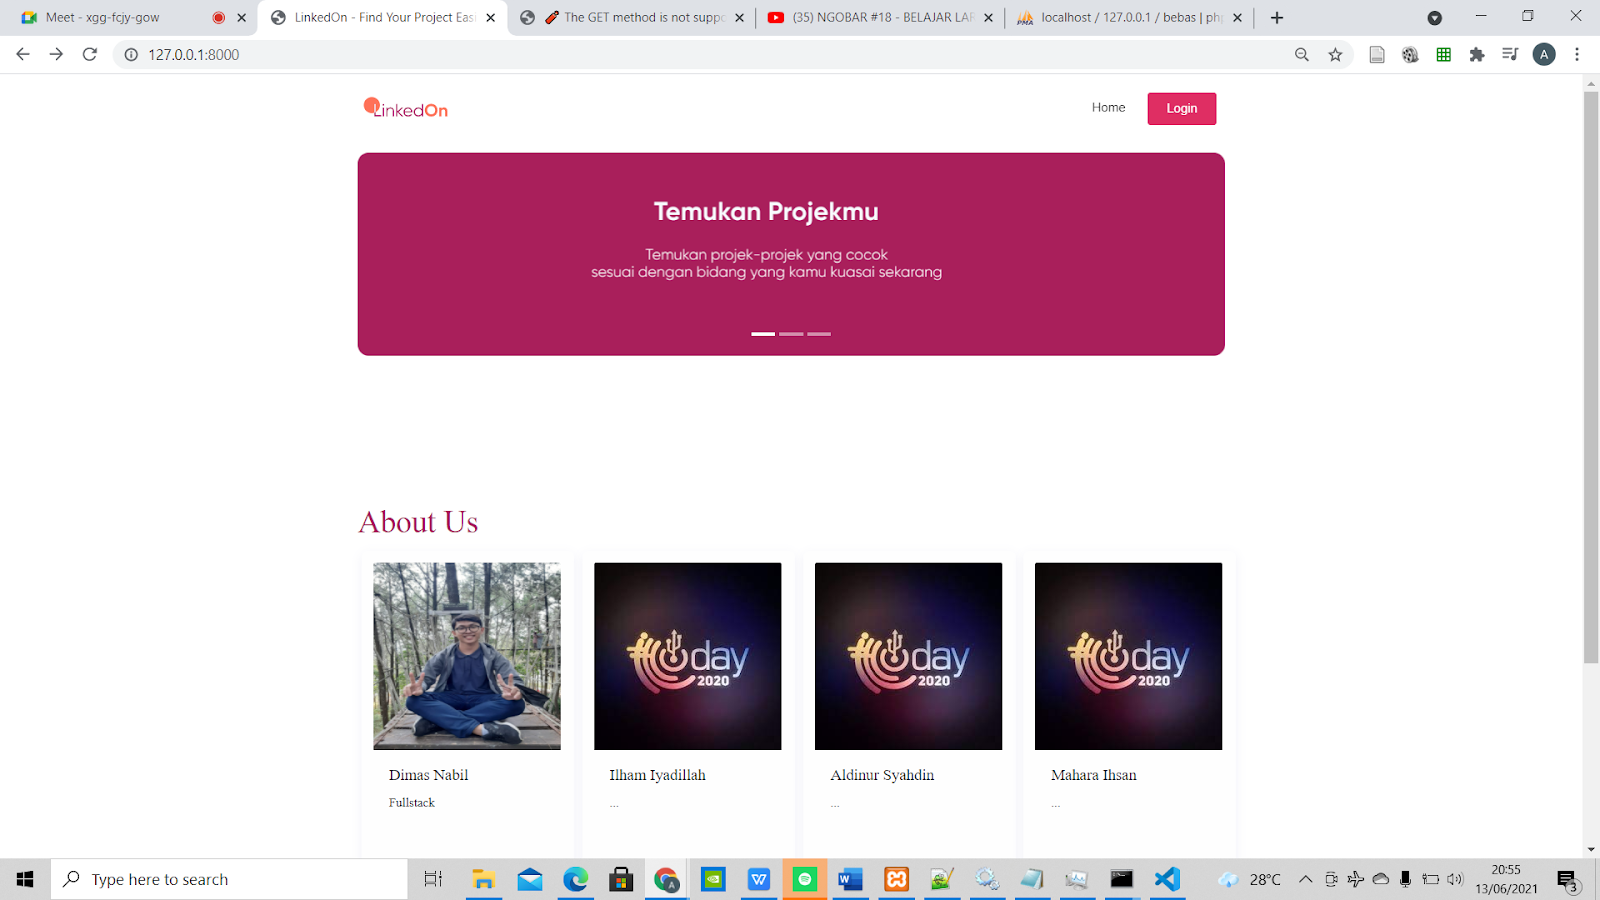 Meet - xgg-fcjy-gow
LinkedOn - Find Your Project Easi
The GET method is not suppo
(35) NGOBAR #18 - BELAJAR LAR
localhost / 127.0.0.1 / bebas | ph
127.0.0.1:8000
A
LinkedOn
Home
Login
Temukan Projekmu
Temukan projek-projek yang cocok
sesuai dengan bidang yang kamu kuasai sekarang
About Us
day
2020
day
2020
day
2020
Dimas Nabil
Ilham Iyadillah
Aldinur Syahdin
Mahara Ihsan
Fullstack
...
...
...
Type here to search
28°C
20:55
13/06/2021
3